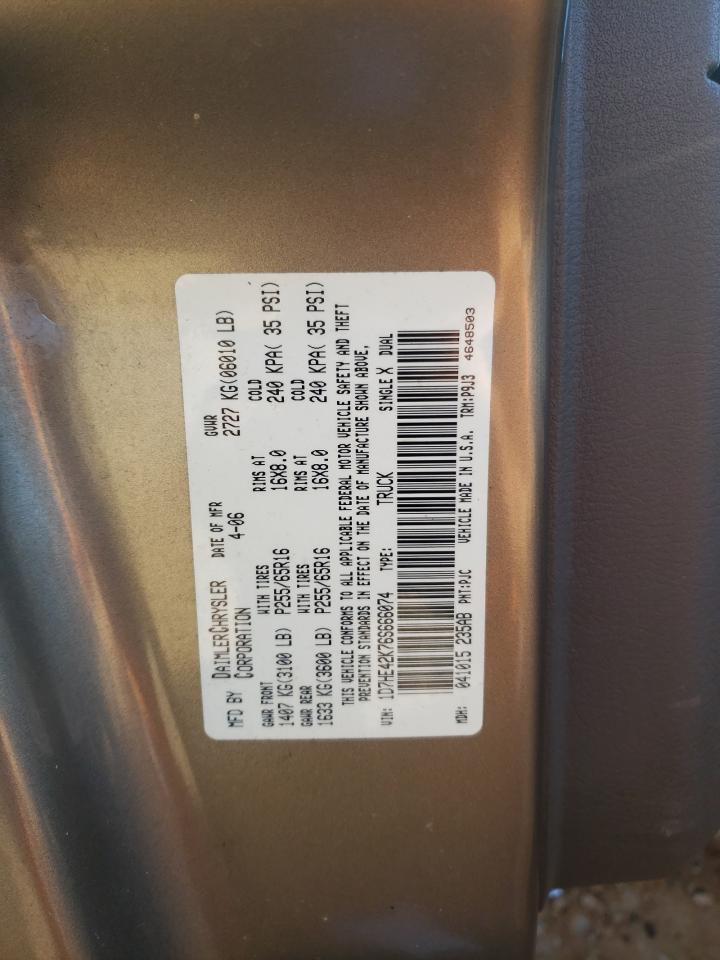 MFD BY DAIMLERCHRYSLER CORPORATION DATE OF MFR 4-06 GVWR 2727 KG(06010 LB)
GAWR FRONT WITH TIRES RIMS AT COLD
1407 KG(3100 LB) P255/65R16 16X8.0 240 KPA( 35 PSI)
GAWR REAR WITH TIRES RIMS AT COLD
1633 KG(3600 LB) P255/65R16 16X8.0 240 KPA( 35 PSI)
THIS VEHICLE CONFORMS TO ALL APPLICABLE FEDERAL MOTOR VEHICLE SAFETY AND THEFT
PREVENTION STANDARDS IN EFFECT ON THE DATE OF MANUFACTURE SHOWN ABOVE.
VIN: 1D7HE42K76S666074 TYPE: TRUCK SINGLE X DUAL
MDH: 041015 235AB PNT:PJC VEHICLE MADE IN U.S.A. TRM:P9J3
4648503